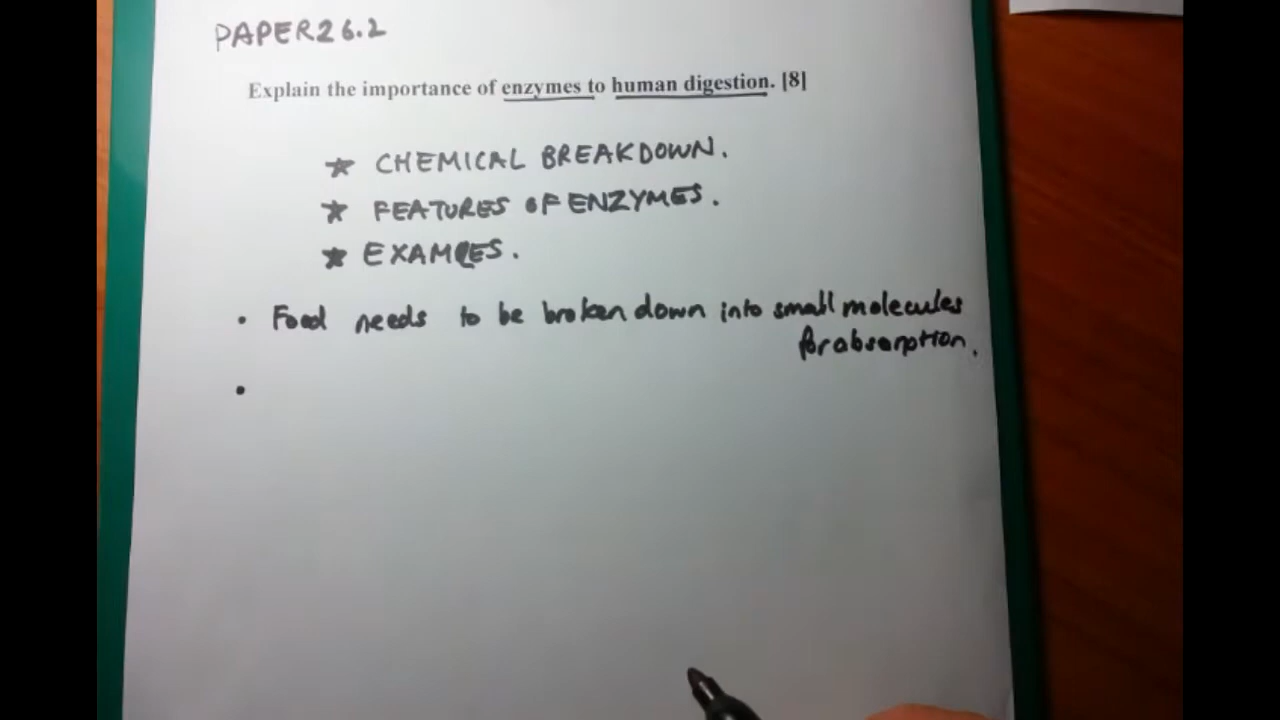 PAPER2 6.2
Explain the importance of enzymes to human digestion. [8]
★ CHEMICAL BREAKDOWN.
★ FEATURES OF ENZYMES.
★ EXAMLES.
• Food needs to be broken down into small molecules
for absorption.
•